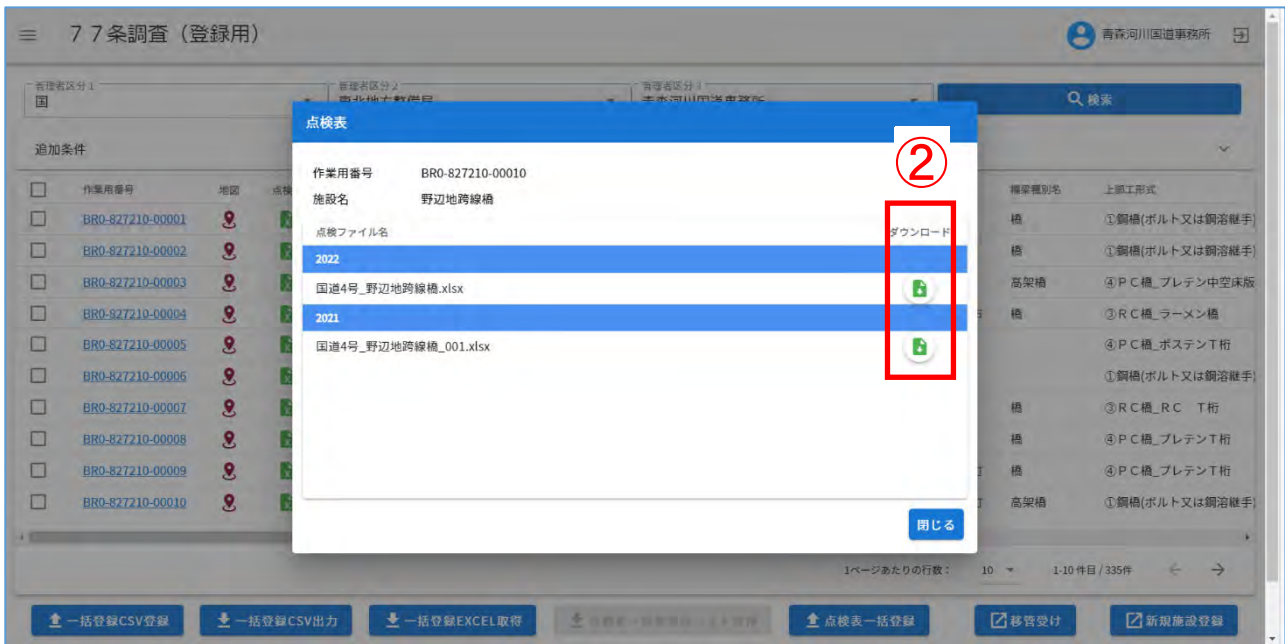 ７７条調査（登録用）
青森河川国道事務所
管理者区分1
国
管理者区分2
東北地方整備局
管理者区分3
青森河川国道事務所
検索
追加条件
作業用番号 地図 点検
橋梁種別名 上部工形式
BR0-827210-00001 橋 ①鋼橋(ボルト又は鋼溶継手)
BR0-827210-00002 橋 ①鋼橋(ボルト又は鋼溶継手)
BR0-827210-00003 高架橋 ④ＰＣ橋_プレテン中空床版
BR0-827210-00004 橋 ③ＲＣ橋_ラーメン橋
BR0-827210-00005 ④ＰＣ橋_ポステンＴ桁
BR0-827210-00006 ①鋼橋(ボルト又は鋼溶継手)
BR0-827210-00007 橋 ③ＲＣ橋_ＲＣ　Ｔ桁
BR0-827210-00008 橋 ④ＰＣ橋_プレテンＴ桁
BR0-827210-00009 橋 ④ＰＣ橋_プレテンＴ桁
BR0-827210-00010 高架橋 ①鋼橋(ボルト又は鋼溶継手)
点検表
②
作業用番号 BR0-827210-00010
施設名 野辺地跨線橋
点検ファイル名 ダウンロード
2022
国道4号_野辺地跨線橋.xlsx
2021
国道4号_野辺地跨線橋_001.xlsx
閉じる
1ページあたりの行数： 10 1-10 件目 / 335件
一括登録CSV登録 一括登録CSV出力 一括登録EXCEL取得 点検表一括登録 移管受け 新規施設登録